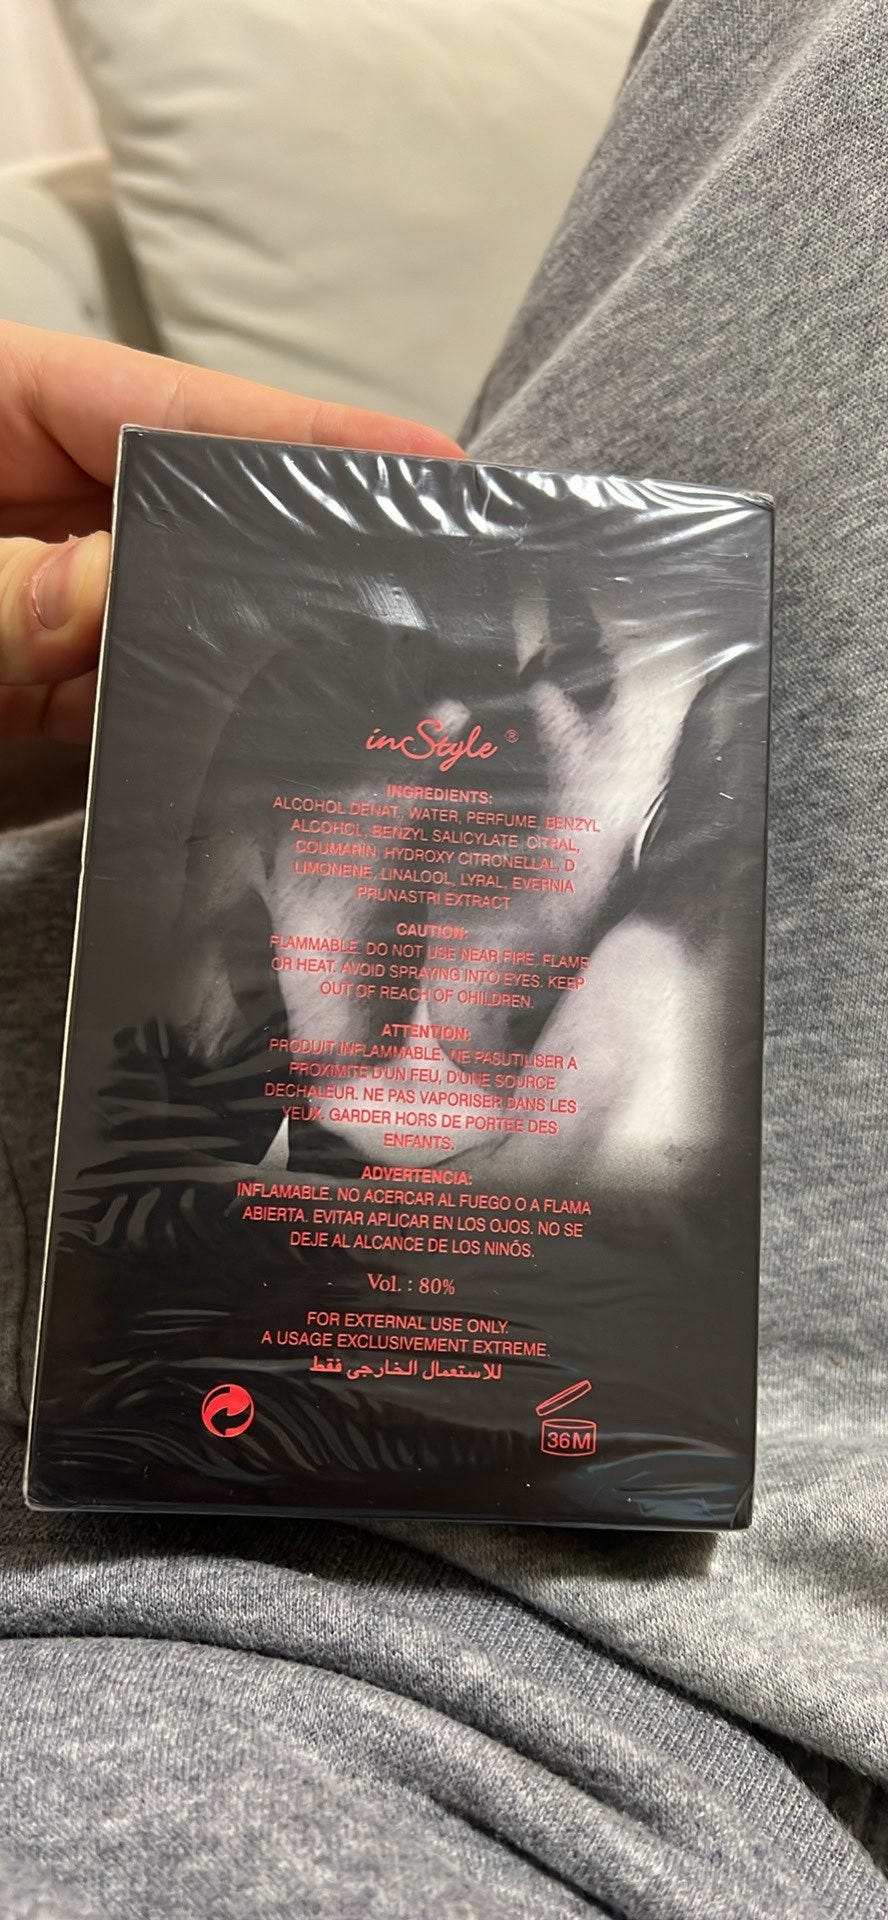 inStyle ®
INGREDIENTS:
ALCOHOL DENAT., WATER, PERFUME, BENZYL
ALCOHOL, BENZYL SALICYLATE, CITRAL,
COUMARIN, HYDROXY CITRONELLAL, D
LIMONENE, LINALOOL, LYRAL, EVERNIA
PRUNASTRI EXTRACT
CAUTION:
FLAMMABLE. DO NOT USE NEAR FIRE, FLAME
OR HEAT. AVOID SPRAYING INTO EYES. KEEP
OUT OF REACH OF CHILDREN.
ATTENTION:
PRODUIT INFLAMMABLE. NE PASUTILISER A
PROXIMITE D'UN FEU, D'UNE SOURCE
DECHALEUR. NE PAS VAPORISER DANS LES
YEUX. GARDER HORS DE PORTEE DES
ENFANTS.
ADVERTENCIA:
INFLAMABLE. NO ACERCAR AL FUEGO O A FLAMA
ABIERTA. EVITAR APLICAR EN LOS OJOS. NO SE
DEJE AL ALCANCE DE LOS NINÕS.
Vol. : 80%
FOR EXTERNAL USE ONLY.
A USAGE EXCLUSIVEMENT EXTREME.
للاستعمال الخارجى فقط
36M